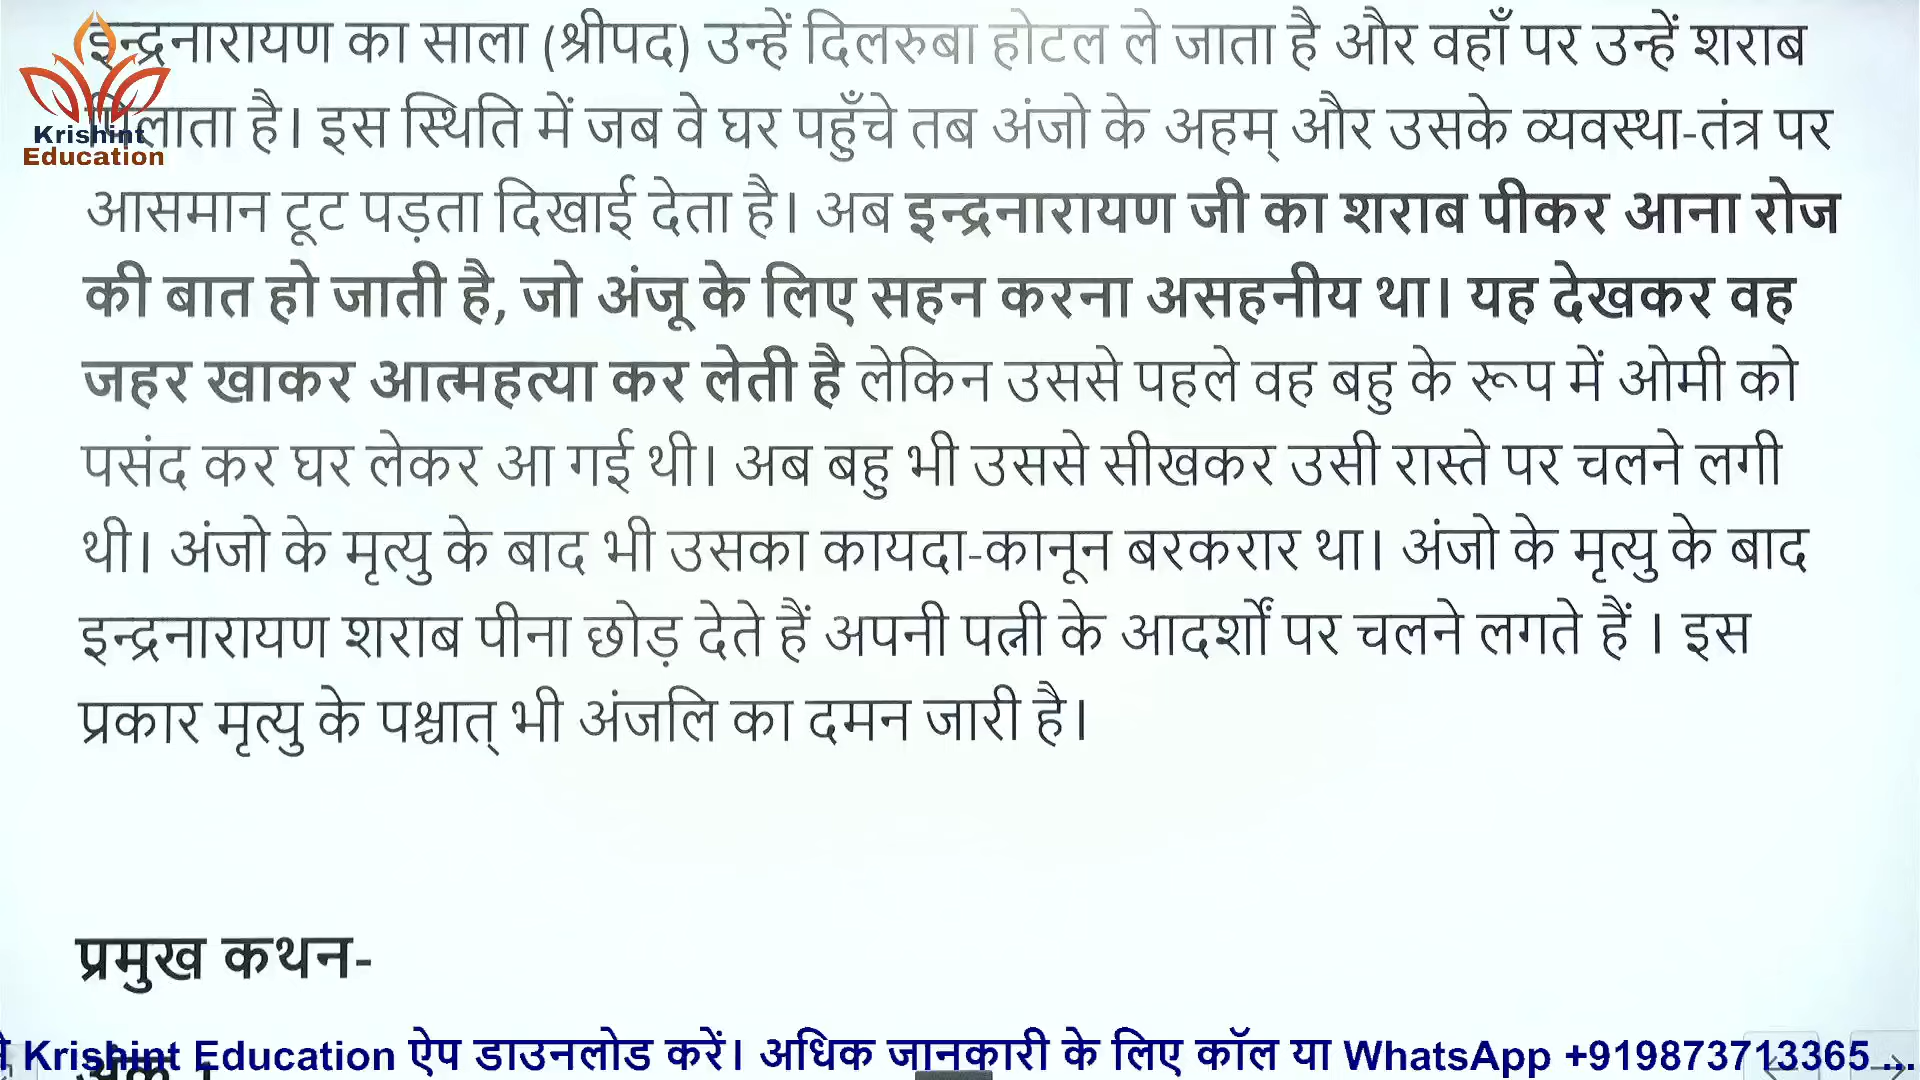 इन्द्रनारायण का साला (श्रीपद) उन्हें दिलरुबा होटल ले जाता है और वहाँ पर उन्हें शराब
पिलाता है। इस स्थिति में जब वे घर पहुँचे तब अंजो के अहम् और उसके व्यवस्था-तंत्र पर
आसमान टूट पड़ता दिखाई देता है। अब इन्द्रनारायण जी का शराब पीकर आना रोज
की बात हो जाती है, जो अंजू के लिए सहन करना असहनीय था। यह देखकर वह
जहर खाकर आत्महत्या कर लेती है लेकिन उससे पहले वह बहु के रूप में ओमी को
पसंद कर घर लेकर आ गई थी। अब बहु भी उससे सीखकर उसी रास्ते पर चलने लगी
थी। अंजो के मृत्यु के बाद भी उसका कायदा-कानून बरकरार था। अंजो के मृत्यु के बाद
इन्द्रनारायण शराब पीना छोड़ देते हैं अपनी पत्नी के आदर्शों पर चलने लगते हैं । इस
प्रकार मृत्यु के पश्चात् भी अंजलि का दमन जारी है।
Krishint
Education
प्रमुख कथन-
Krishint Education ऐप डाउनलोड करें। अधिक जानकारी के लिए कॉल या WhatsApp +919873713365 ...